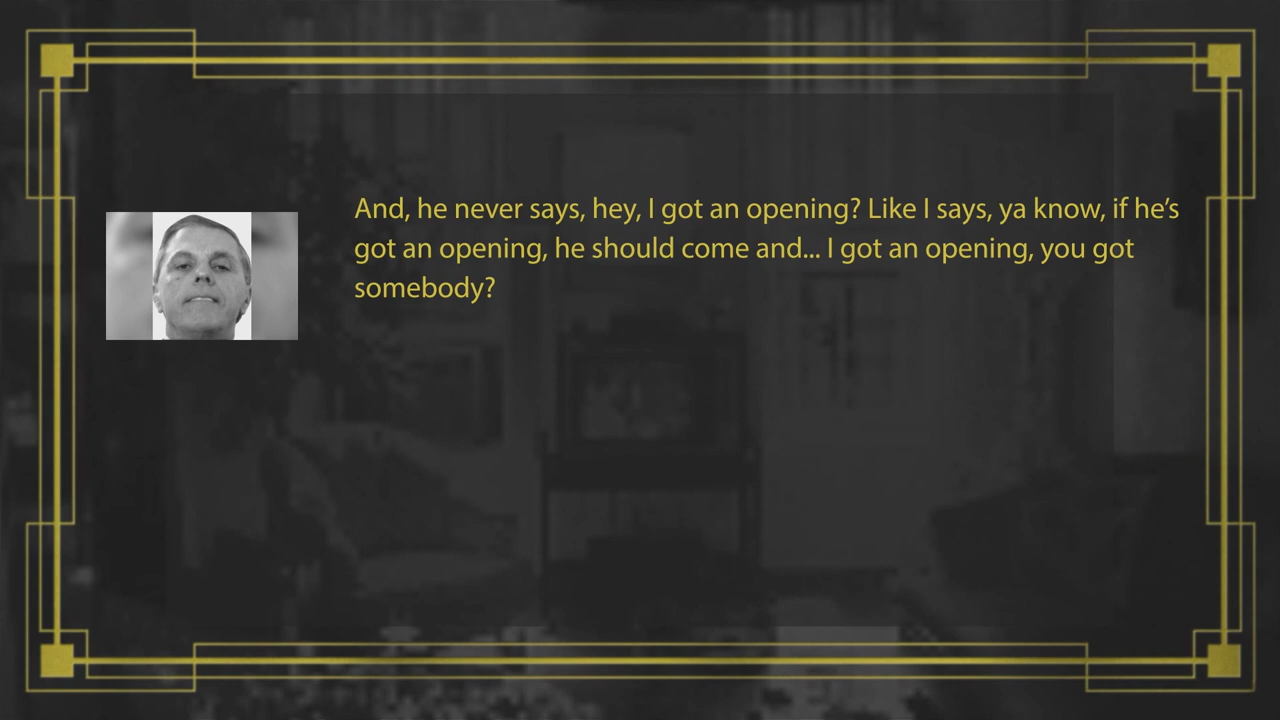 And, he never says, hey, I got an opening? Like I says, ya know, if he’s
got an opening, he should come and... I got an opening, you got
somebody?